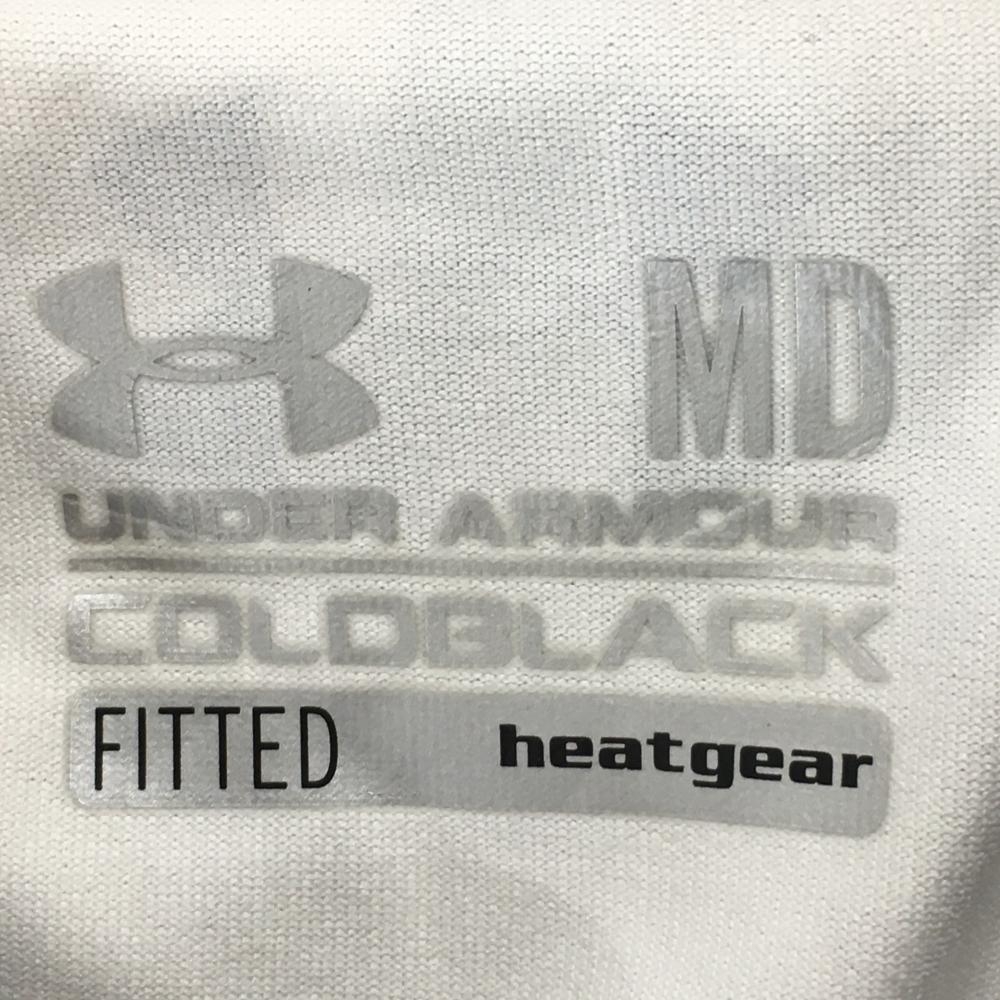 MD
UNDER ARMOUR
COLDBLACK
FITTED heatgear